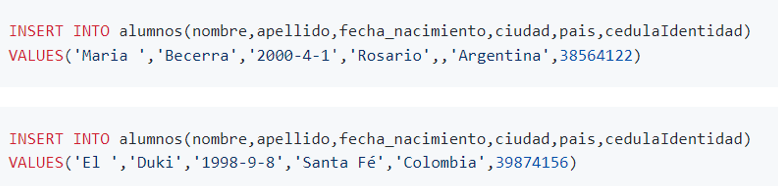 INSERT INTO alumnos(nombre,apellido,fecha_nacimiento,ciudad,pais,cedulaIdentidad)
VALUES('Maria ','Becerra','2000-4-1','Rosario',,'Argentina',38564122)
INSERT INTO alumnos(nombre,apellido,fecha_nacimiento,ciudad,pais,cedulaIdentidad)
VALUES('El ','Duki','1998-9-8','Santa Fé','Colombia',39874156)